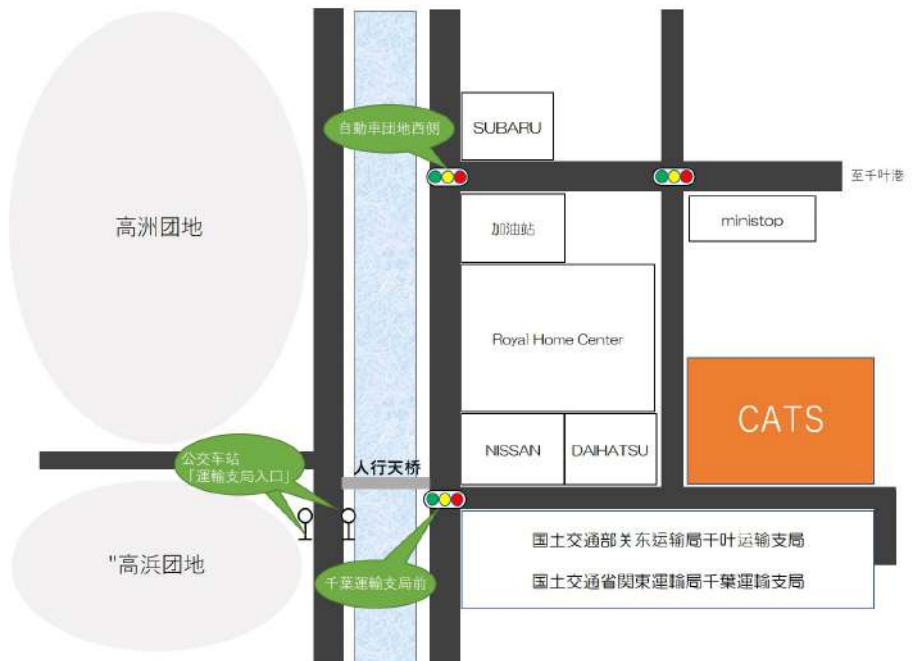 自動車団地西側
SUBARU
至千叶港
高洲团地
加油站
ministop
Royal Home Center
CATS
公交车站
「運輸支局入口」
人行天桥
NISSAN
DAIHATSU
"高浜团地
千葉運輸支局前
国土交通部关东运输局千叶运输支局
国土交通省関東運輸局千葉運輸支局